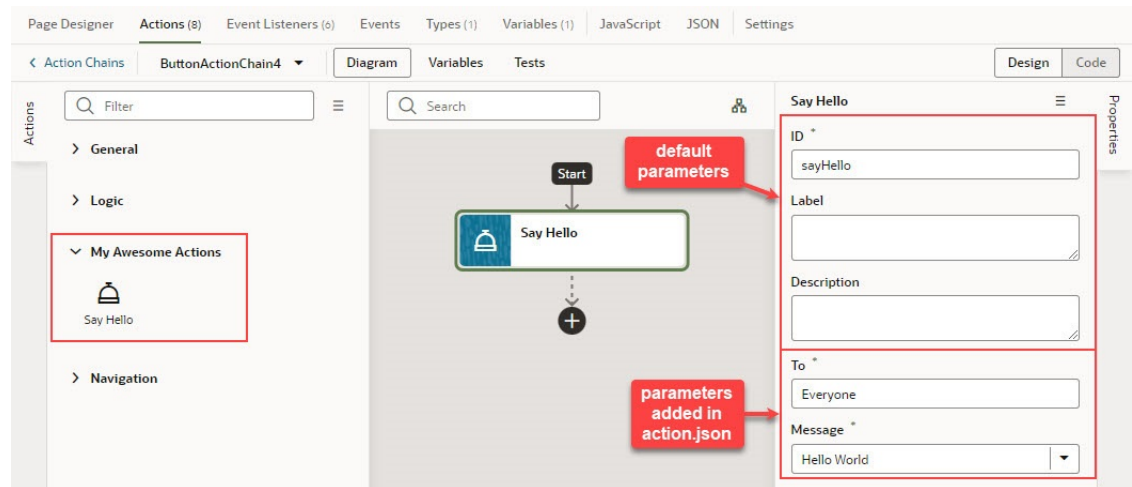 Page Designer Actions (8) Event Listeners (6) Events Types (1) Variables (1) JavaScript JSON Settings
Action Chains ButtonActionChain4 Diagram Variables Tests Design Code
Actions
Filter
General
Logic
My Awesome Actions
Say Hello
Navigation
Search
Start
Say Hello
default
parameters
parameters
added in
action.json
Say Hello
ID *
sayHello
Label
Description
To *
Everyone
Message *
Hello World
Properties